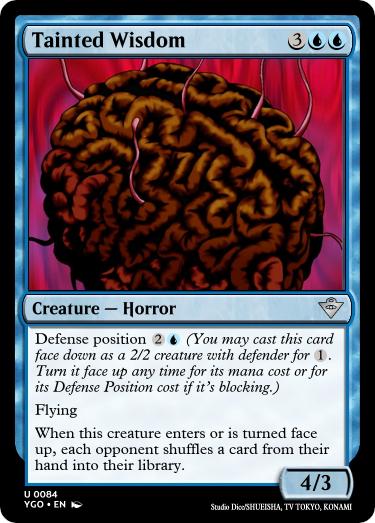 Tainted Wisdom 3
Creature — Horror
Defense position 2 (You may cast this card
face down as a 2/2 creature with defender for 1.
Turn it face up any time for its mana cost or for
its Defense Position cost if it's blocking.)
Flying
When this creature enters or is turned face
up, each opponent shuffles a card from their
hand into their library.
4/3
U 0084
YGO • EN
Studio Dice/SHUEISHA, TV TOKYO, KONAMI